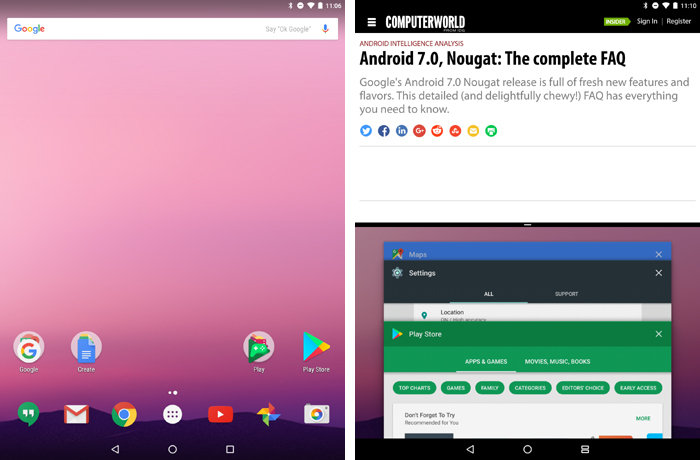 11:06
Google
Say "Ok Google"
Google
Create
Play
Play Store
11:10
COMPUTERWORLD
FROM IDG
INSIDER
Sign In | Register
ANDROID INTELLIGENCE ANALYSIS
Android 7.0, Nougat: The complete FAQ
Google's Android 7.0 Nougat release is full of fresh new features and
flavors. This detailed (and delightfully chewy!) FAQ has everything
you need to know.
Maps
Settings
ALL
SUPPORT
Location
ON / High accuracy
Play Store
APPS & GAMES
MOVIES, MUSIC, BOOKS
TOP CHARTS
GAMES
FAMILY
CATEGORIES
EDITORS' CHOICE
EARLY ACCESS
Don't Forget To Try
MORE
Recommended for You